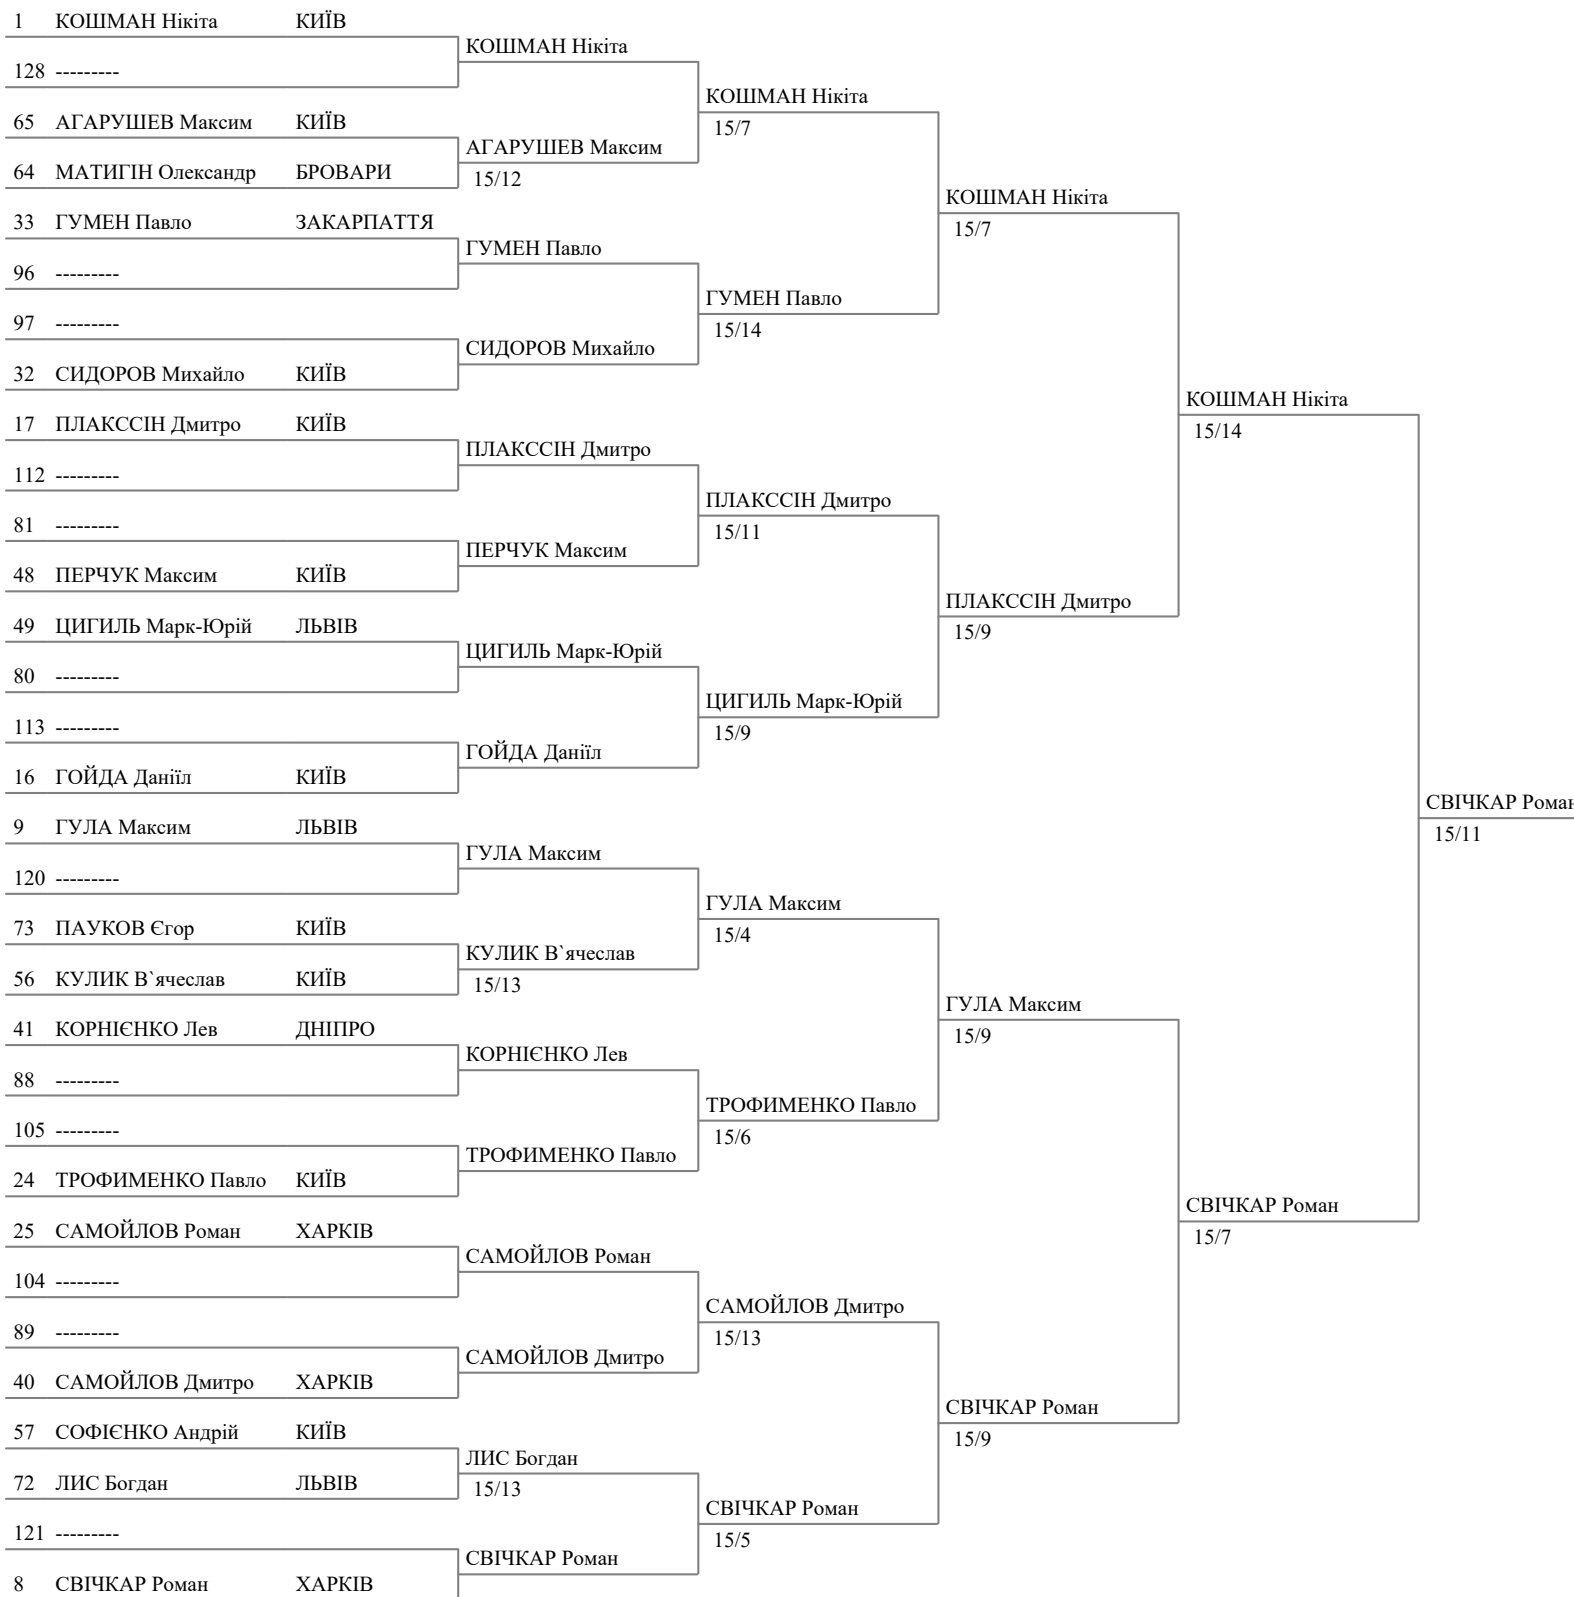 1 КОШМАН Нікіта КИЇВ
КОШМАН Нікіта
128 ---------
КОШМАН Нікіта
65 АГАРУШЕВ Максим КИЇВ
15/7
АГАРУШЕВ Максим
64 МАТИГІН Олександр БРОВАРИ
15/12
КОШМАН Нікіта
33 ГУМЕН Павло ЗАКАРПАТТЯ
15/7
ГУМЕН Павло
96 ---------
ГУМЕН Павло
97 ---------
15/14
СИДОРОВ Михайло
32 СИДОРОВ Михайло КИЇВ
КОШМАН Нікіта
17 ПЛАКССІН Дмитро КИЇВ
15/14
ПЛАКССІН Дмитро
112 ---------
ПЛАКССІН Дмитро
81 ---------
15/11
ПЕРЧУК Максим
48 ПЕРЧУК Максим КИЇВ
ПЛАКССІН Дмитро
49 ЦИГИЛЬ Марк-Юрій ЛЬВІВ
15/9
ЦИГИЛЬ Марк-Юрій
80 ---------
ЦИГИЛЬ Марк-Юрій
113 ---------
15/9
ГОЙДА Данііл
16 ГОЙДА Данііл КИЇВ
СВІЧКАР Роман
9 ГУЛА Максим ЛЬВІВ
15/11
ГУЛА Максим
120 ---------
ГУЛА Максим
73 ПАУКОВ Єгор КИЇВ
15/4
КУЛИК В`ячеслав
56 КУЛИК В`ячеслав КИЇВ
15/13
ГУЛА Максим
41 КОРНІЄНКО Лев ДНІПРО
15/9
КОРНІЄНКО Лев
88 ---------
ТРОФИМЕНКО Павло
105 ---------
15/6
ТРОФИМЕНКО Павло
24 ТРОФИМЕНКО Павло КИЇВ
СВІЧКАР Роман
25 САМОЙЛОВ Роман ХАРКІВ
15/7
САМОЙЛОВ Роман
104 ---------
САМОЙЛОВ Дмитро
89 ---------
15/13
САМОЙЛОВ Дмитро
40 САМОЙЛОВ Дмитро ХАРКІВ
СВІЧКАР Роман
57 СОФІЄНКО Андрій КИЇВ
15/9
ЛИС Богдан
72 ЛИС Богдан ЛЬВІВ
15/13
СВІЧКАР Роман
121 ---------
15/5
СВІЧКАР Роман
8 СВІЧКАР Роман ХАРКІВ